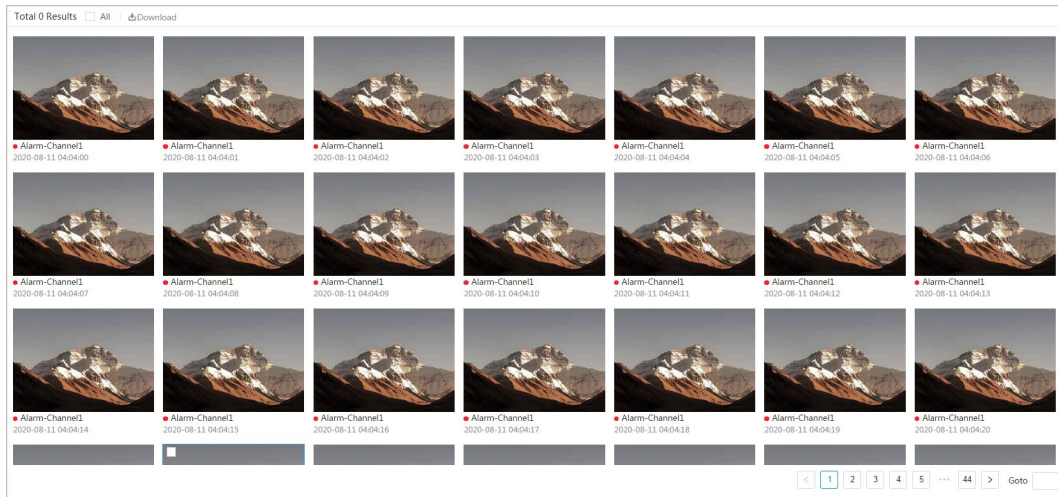 Total 0 Results All Download
Alarm-Channel1 Alarm-Channel1 Alarm-Channel1 Alarm-Channel1 Alarm-Channel1 Alarm-Channel1 Alarm-Channel1
2020-08-11 04:04:00 2020-08-11 04:04:01 2020-08-11 04:04:02 2020-08-11 04:04:03 2020-08-11 04:04:04 2020-08-11 04:04:05 2020-08-11 04:04:06
Alarm-Channel1 Alarm-Channel1 Alarm-Channel1 Alarm-Channel1 Alarm-Channel1 Alarm-Channel1 Alarm-Channel1
2020-08-11 04:04:07 2020-08-11 04:04:08 2020-08-11 04:04:09 2020-08-11 04:04:10 2020-08-11 04:04:11 2020-08-11 04:04:12 2020-08-11 04:04:13
Alarm-Channel1 Alarm-Channel1 Alarm-Channel1 Alarm-Channel1 Alarm-Channel1 Alarm-Channel1 Alarm-Channel1
2020-08-11 04:04:14 2020-08-11 04:04:15 2020-08-11 04:04:16 2020-08-11 04:04:17 2020-08-11 04:04:18 2020-08-11 04:04:19 2020-08-11 04:04:20
< 1 2 3 4 5 ••• 44 > Goto